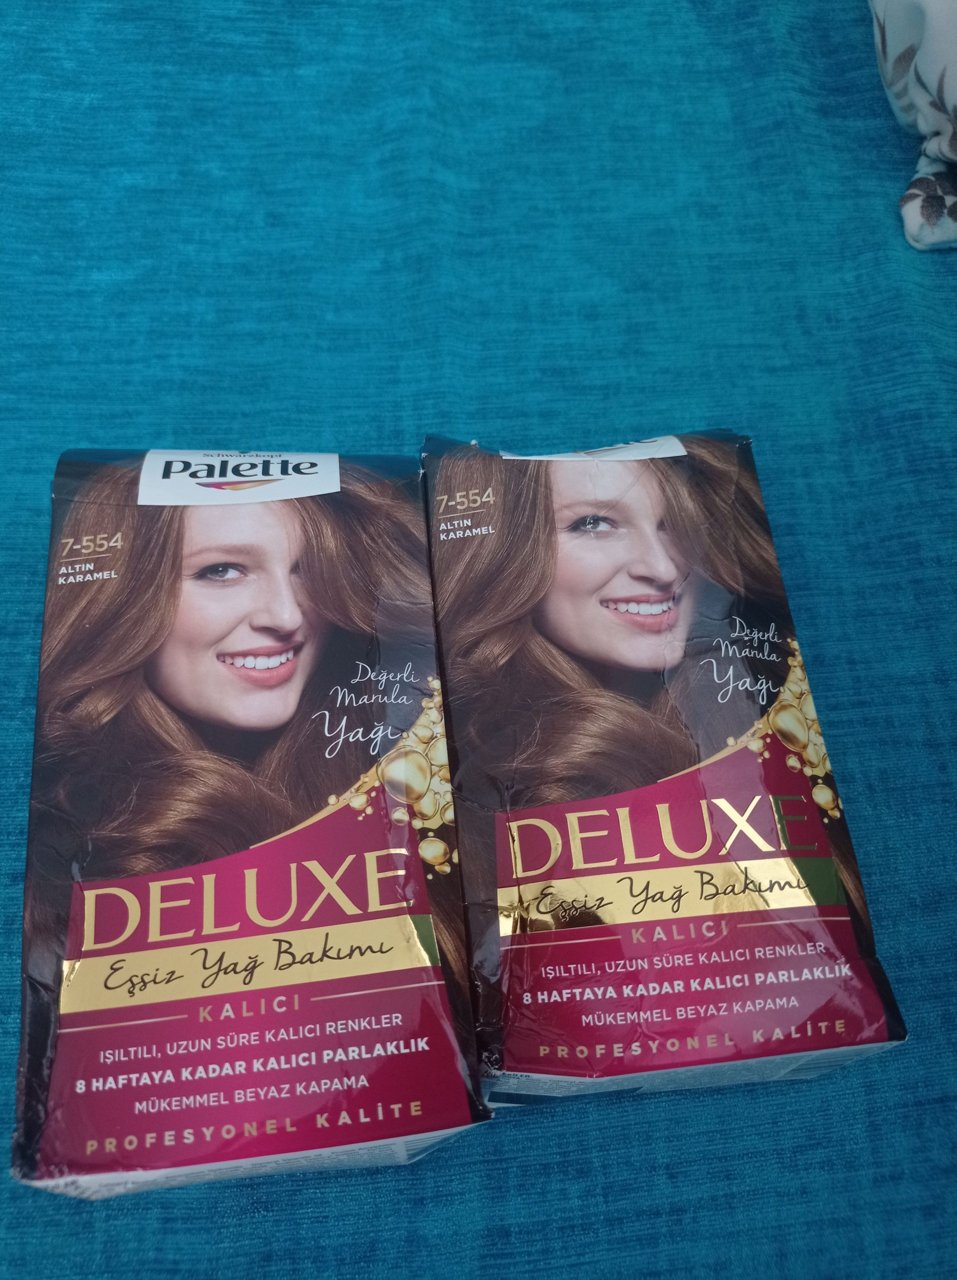 Schwarzkopf
Palette
7-554
ALTIN
KARAMEL
Değerli
Marula
Yağı
DELUXE
Eşsiz Yağ Bakımı
KALICI
IŞILTILI, UZUN SÜRE KALICI RENKLER
8 HAFTAYA KADAR KALICI PARLAKLIK
MÜKEMMEL BEYAZ KAPAMA
PROFESYONEL KALİTE
7-554
ALTIN
KARAMEL
Değerli
Marula
Yağı
DELUXE
Eşsiz Yağ Bakımı
KALICI
IŞILTILI, UZUN SÜRE KALICI RENKLER
8 HAFTAYA KADAR KALICI PARLAKLIK
MÜKEMMEL BEYAZ KAPAMA
PROFESYONEL KALİTE